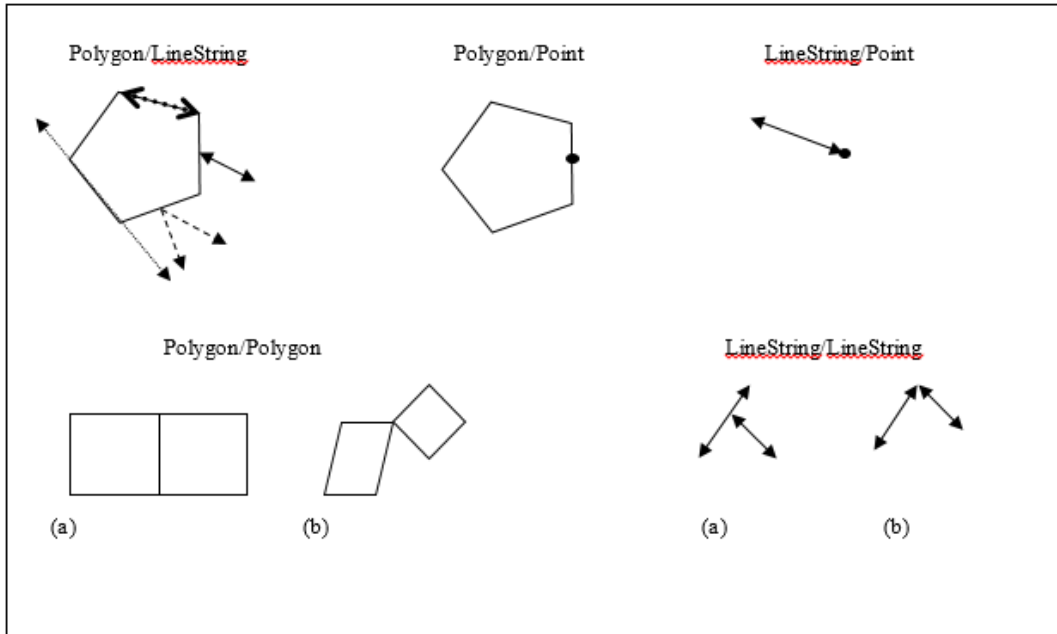 Polygon/LineString
Polygon/Point
LineString/Point
Polygon/Polygon
LineString/LineString
(a)
(b)
(a)
(b)